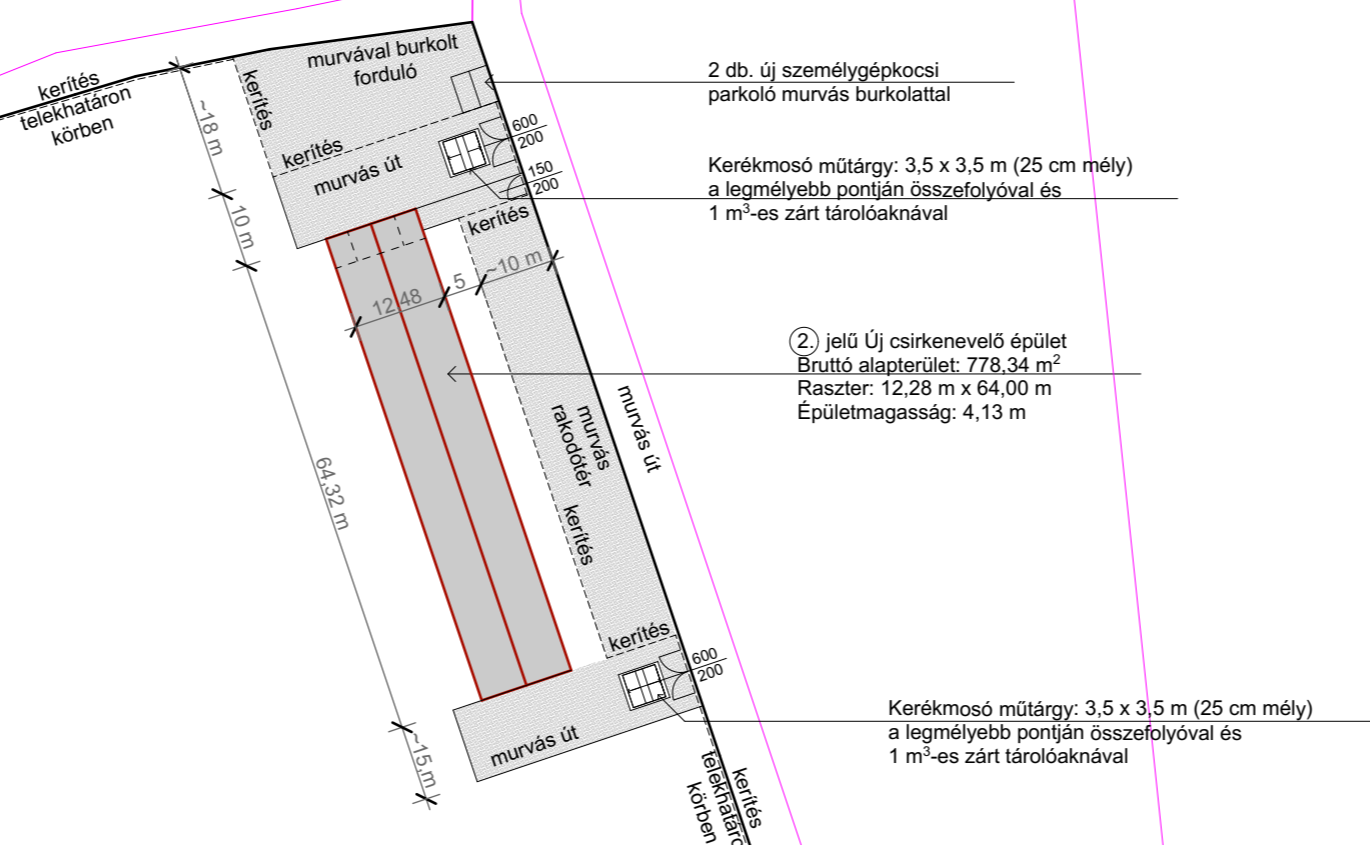 murvával burkolt
forduló
kerítés
telekhatáron
körben
kerítés
~18 m
kerítés
murvás út
10 m
600
200
150
200
kerítés
~10 m
5
12,48
64,32 m
murvás
rakodótér
murvás út
kerítés
kerítés
600
200
murvás út
~15 m
kerítés
telekhatáro
körben
2 db. új személygépkocsi
parkoló murvás burkolattal
Kerékmosó műtárgy: 3,5 x 3,5 m (25 cm mély)
a legmélyebb pontján összefolyóval és
1 m³-es zárt tárolóaknával
2. jelű Új csirkenevelő épület
Bruttó alapterület: 778,34 m²
Raszter: 12,28 m x 64,00 m
Épületmagasság: 4,13 m
Kerékmosó műtárgy: 3,5 x 3,5 m (25 cm mély)
a legmélyebb pontján összefolyóval és
1 m³-es zárt tárolóaknával